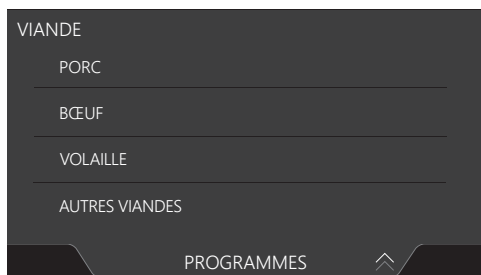 VIANDE
PORC
BŒUF
VOLAILLE
AUTRES VIANDES
PROGRAMMES